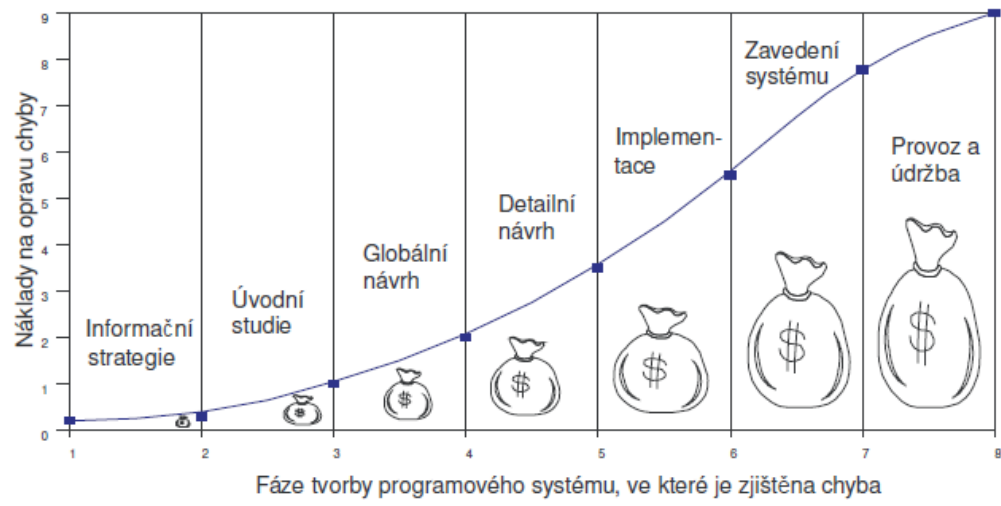 9
8
7
6
5
4
3
2
1
0
Náklady na opravu chyby
Informační
strategie
Úvodní
studie
Globální
návrh
Detailní
návrh
Implemen-
tace
Zavedení
systému
Provoz a
údržba
$
$
$
$
$
$
1 2 3 4 5 6 7 8
Fáze tvorby programového systému, ve které je zjištěna chyba